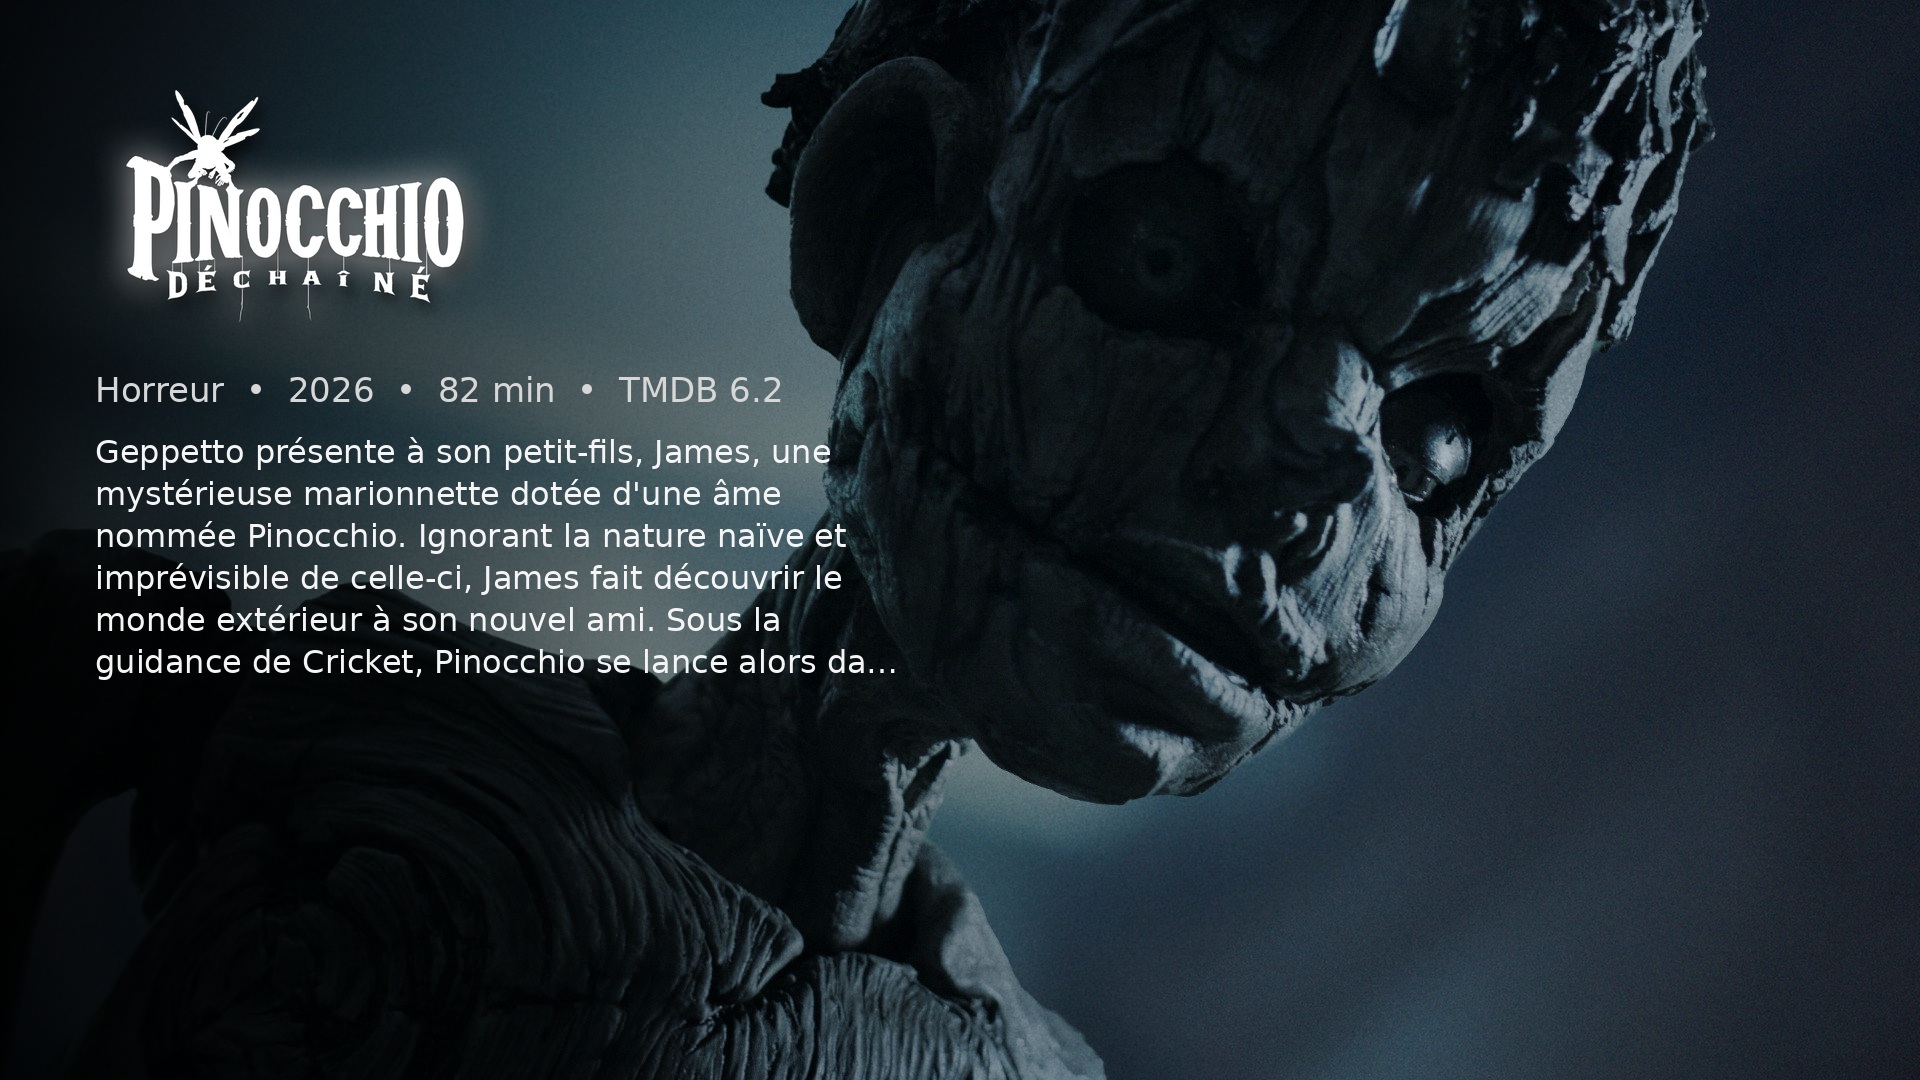 PINOCCHIO
DÉCHAÎNÉ
Horreur • 2026 • 82 min • TMDB 6.2
Geppetto présente à son petit-fils, James, une
mystérieuse marionnette dotée d'une âme
nommée Pinocchio. Ignorant la nature naïve et
imprévisible de celle-ci, James fait découvrir le
monde extérieur à son nouvel ami. Sous la
guidance de Cricket, Pinocchio se lance alors da...